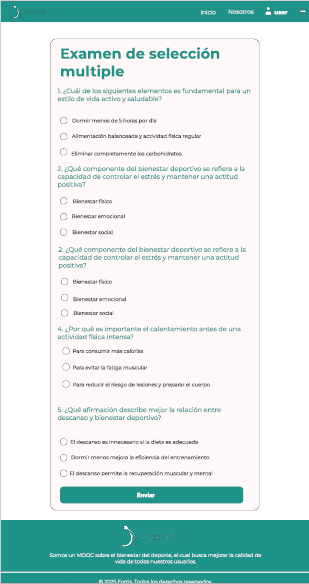 Inicio Nosotros user
Examen de selección
multiple
1. ¿Cuál de los siguientes elementos es fundamental para un
estilo de vida activo y saludable?
Dormir menos de 5 horas por día
Alimentación balanceada y actividad física regular
Eliminar completamente los carbohidratos
2. ¿Qué componente del bienestar deportivo se refiere a la
capacidad de controlar el estrés y mantener una actitud
positiva?
Bienestar físico
Bienestar emocional
Bienestar social
2. ¿Qué componente del bienestar deportivo se refiere a la
capacidad de controlar el estrés y mantener una actitud
positiva?
Bienestar físico
Bienestar emocional
Bienestar social
4. ¿Por qué es importante el calentamiento antes de una
actividad física intensa?
Para consumir más calorías
Para evitar la fatiga muscular
Para reducir el riesgo de lesiones y preparar el cuerpo
5. ¿Qué afirmación describe mejor la relación entre
descanso y bienestar deportivo?
El descanso es innecesario si la dieta es adecuada
Dormir menos mejora la eficiencia del entrenamiento
El descanso permite la recuperación muscular y mental
Enviar
Somos un MOOC sobre el bienestar del deporte, el cual busca mejorar la calidad de
vida de todos nuestros usuarios.
© 2025 Fortis. Todos los derechos reservados.